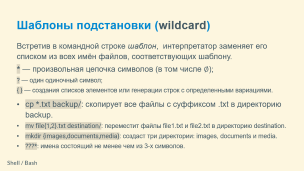 Шаблоны подстановки (wildcard)
Встретив в командной строке шаблон, интерпретатор заменяет его
списком из всех имён файлов, соответствующих шаблону.
* — произвольная цепочка символов (в том числе ∅);
? – один одиночный символ;
{ } — создания списков элементов или генерации строк с определенными вариациями.
• cp *.txt backup/: скопирует все файлы с суффиксом .txt в директорию
backup.
• mv file{1,2}.txt destination/: переместит файлы file1.txt и file2.txt в директорию destination.
• mkdir {images,documents,media}: создаст три директории: images, documents и media.
• ????*: имена состоящий не менее чем из 3-х символов.
Shell / Bash